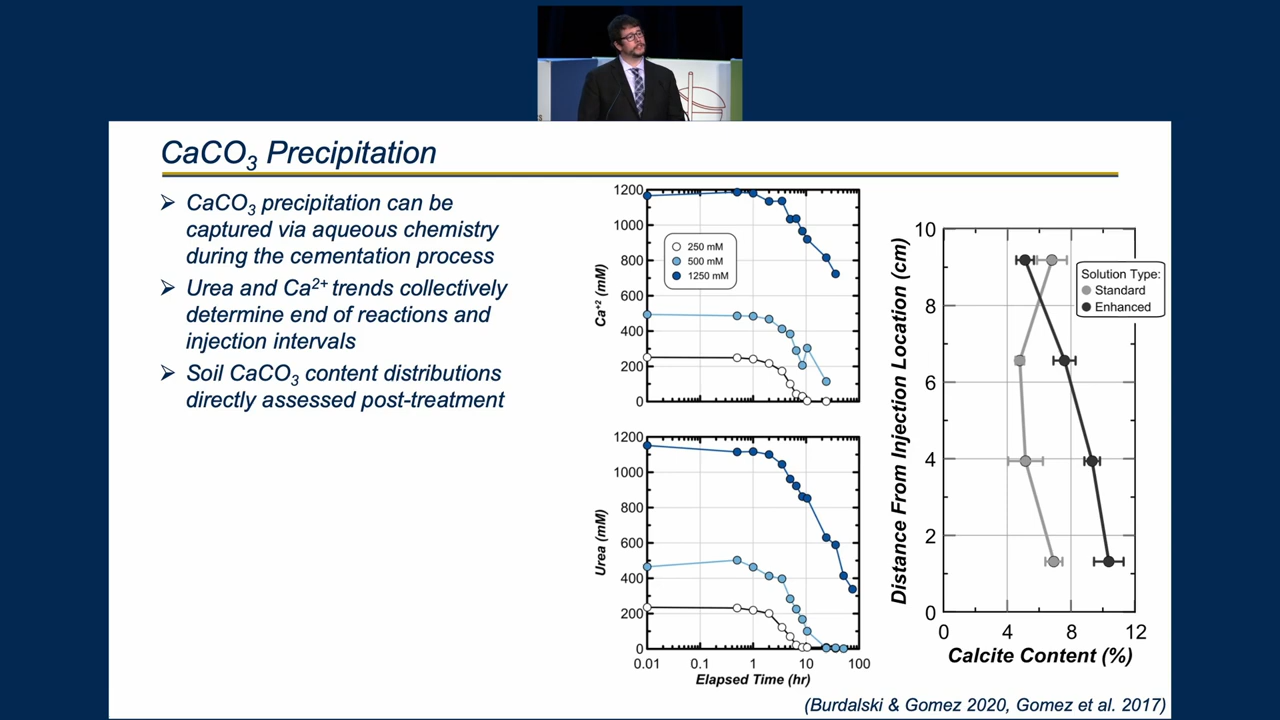 CaCO3 Precipitation
➢ CaCO3 precipitation can be
captured via aqueous chemistry
during the cementation process
➢ Urea and Ca2+ trends collectively
determine end of reactions and
injection intervals
➢ Soil CaCO3 content distributions
directly assessed post-treatment
1200
1000
800
600
400
200
0
Ca+2 (mM)
250 mM
500 mM
1250 mM
1200
1000
800
600
400
200
0
Urea (mM)
0.01 0.1 1 10 100
Elapsed Time (hr)
10
8
6
4
2
0
Distance From Injection Location (cm)
Solution Type:
Standard
Enhanced
0 4 8 12
Calcite Content (%)
(Burdalski & Gomez 2020, Gomez et al. 2017)